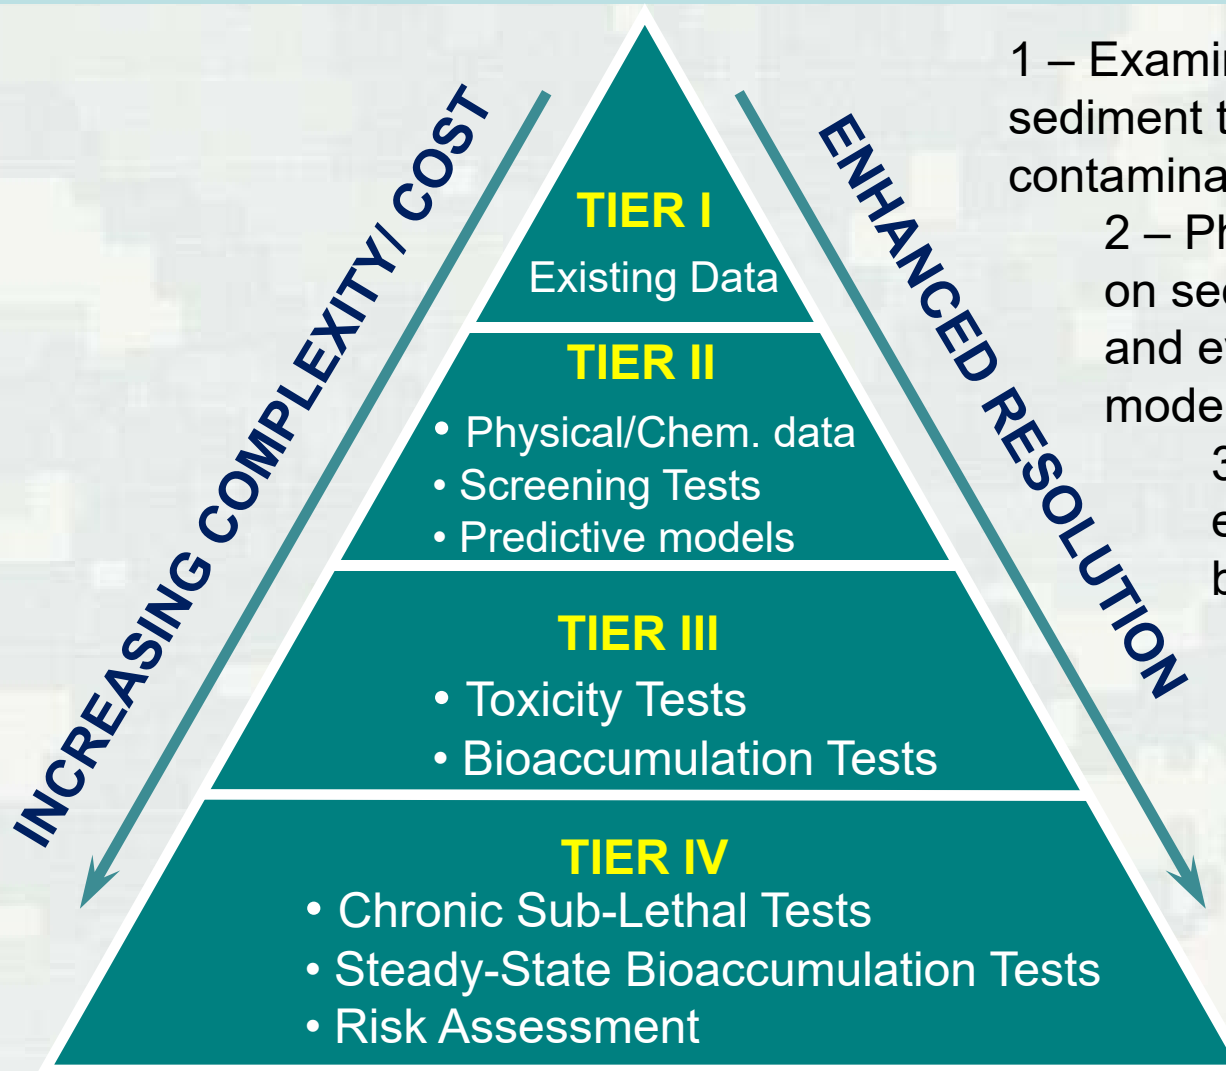 INCREASING COMPLEXITY/ COST
ENHANCED RESOLUTION
TIER I
Existing Data
TIER II
• Physical/Chem. data
• Screening Tests
• Predictive models
TIER III
• Toxicity Tests
• Bioaccumulation Tests
TIER IV
• Chronic Sub-Lethal Tests
• Steady-State Bioaccumulation Tests
• Risk Assessment
1 –
sediment
2 –
on
and
3